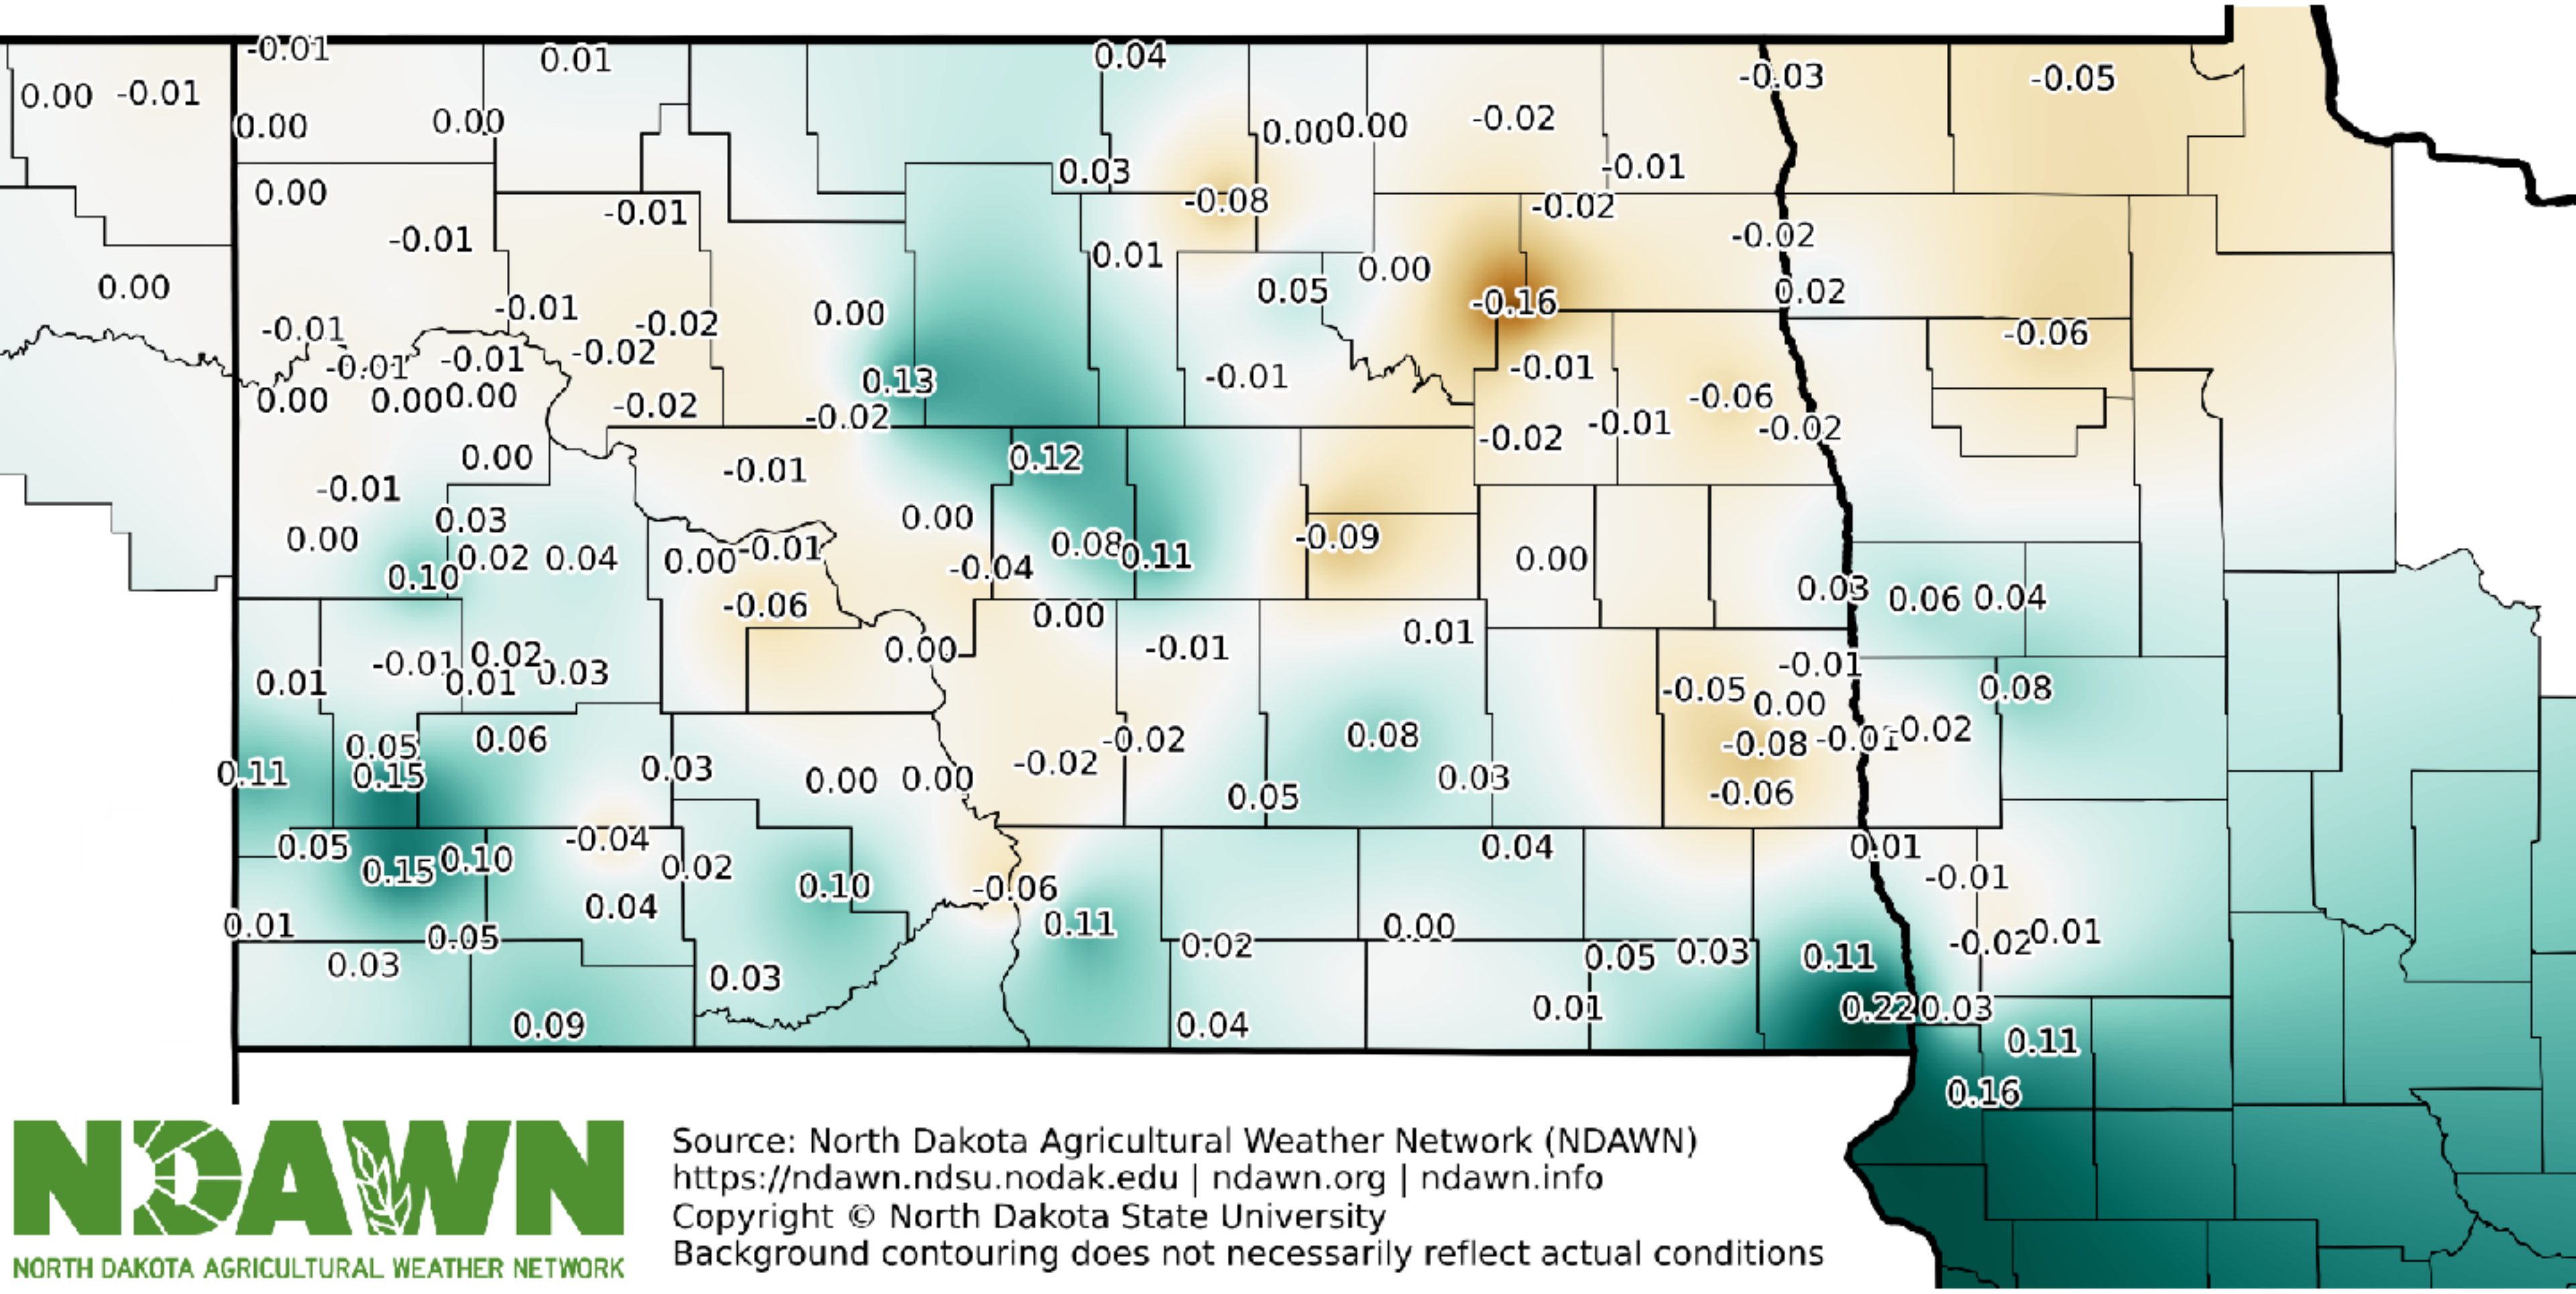 -0.01 0.01 0.04
0.00 -0.01 -0.03 -0.05
0.00 0.00 0.00 0.00 -0.02
0.03 -0.01
0.00 -0.01 -0.08 -0.02
-0.01 0.01 -0.02
0.00 0.05 0.00 0.02
-0.01 0.00 -0.16
-0.01 -0.02 -0.06
-0.01 -0.01 -0.02 0.13 -0.01 -0.01
0.00 0.00 0.00 -0.02 -0.02 -0.06
-0.02 -0.01 -0.02
0.00 -0.01 0.12
-0.01 0.03 0.00
0.00 0.02 0.04 0.00 -0.01 0.08 0.11 -0.09 0.00
0.10 -0.04 0.03 0.06 0.04
-0.06 0.00 0.01
-0.01 0.02 0.00 -0.01 -0.01
0.01 0.01 0.03 -0.05 0.00 0.08
0.05 0.06 -0.02 0.08 -0.08 -0.01 -0.02
0.11 0.15 0.03 0.00 0.00 -0.02 0.03
0.05 -0.06
0.05 -0.04 0.04 0.01
0.15 0.10 0.02 0.10 -0.06 -0.01
0.04
0.01 0.11 0.00
0.05 0.02 -0.02 0.01
0.03 0.03 0.05 0.03 0.11
0.09 0.04 0.01 0.22 0.03
0.11
0.16
NDAWN
NORTH DAKOTA AGRICULTURAL WEATHER NETWORK
Source: North Dakota Agricultural Weather Network (NDAWN)
https://ndawn.ndsu.nodak.edu | ndawn.org | ndawn.info
Copyright © North Dakota State University
Background contouring does not necessarily reflect actual conditions